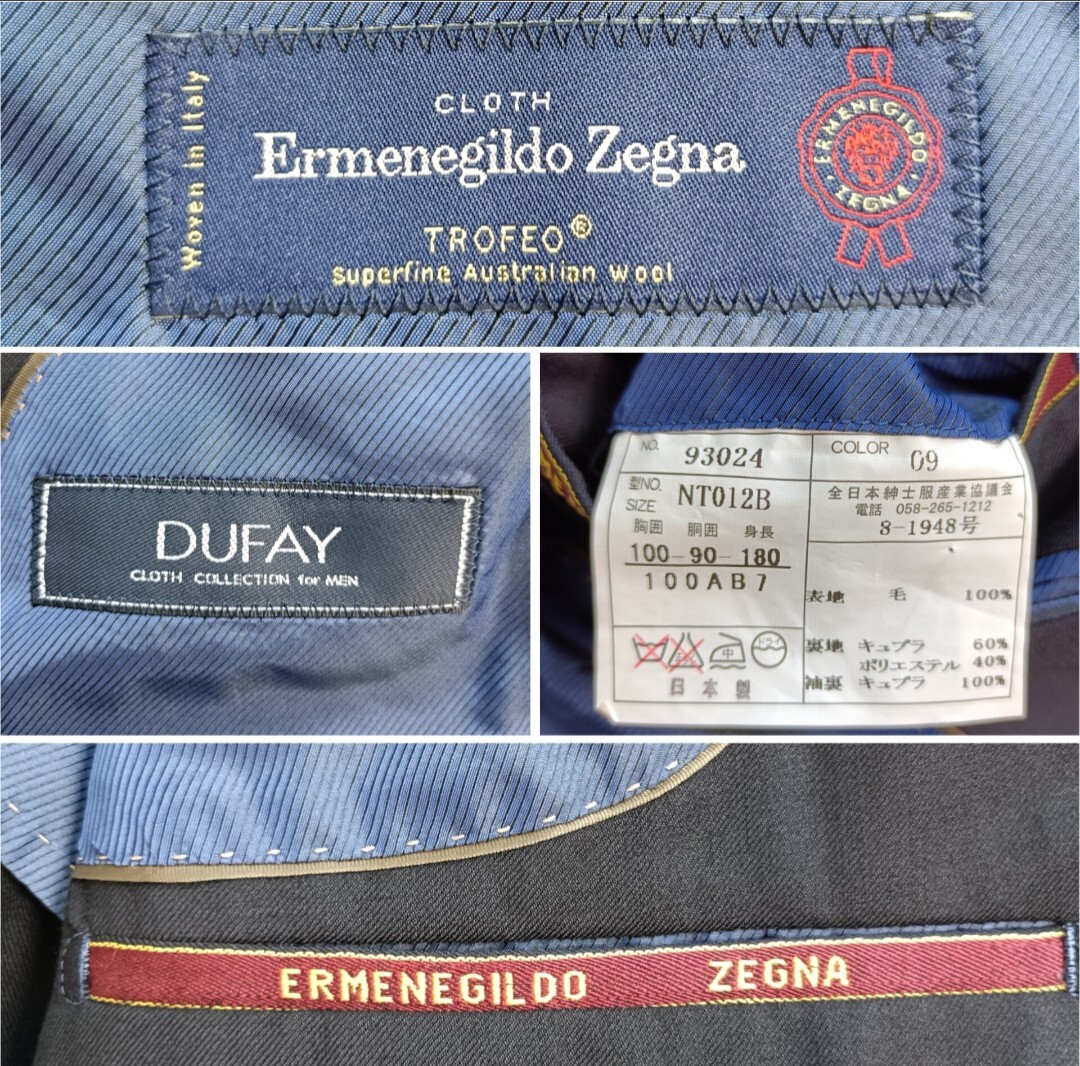 Woven in Italy
CLOTH
Ermenegildo Zegna
TROFEO®
superfine Australian wool
ERMENEGILDO
ZEGNA
DUFAY
CLOTH COLLECTION for MEN
NO. 93024
COLOR 09
型NO. NT012B
SIZE
胸囲 胴囲 身長
100-90-180
100AB7
全日本紳士服産業協議会
電話 058-265-1212
8-1948号
表地 毛 100%
裏地 キュプラ 60%
ポリエステル 40%
袖裏 キュプラ 100%
中
ドライ
日本製
ERMENEGILDO ZEGNA